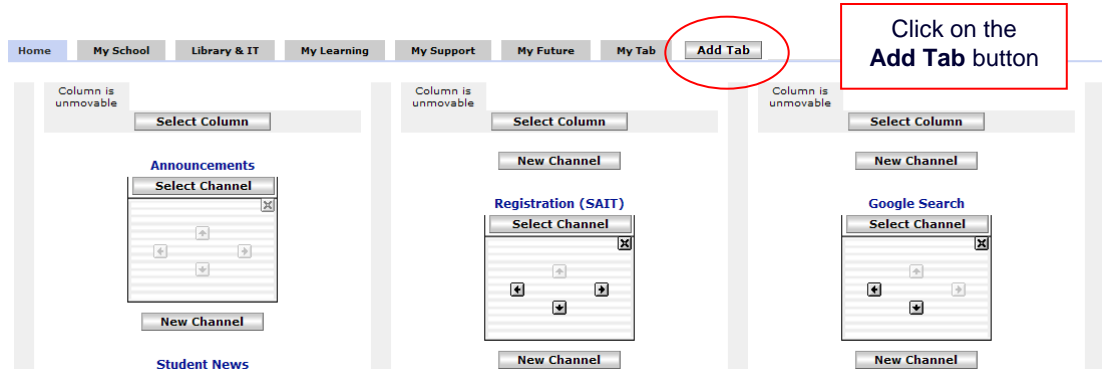 Click on the
Add Tab button
Home My School Library & IT My Learning My Support My Future My Tab Add Tab
Column is
unmovable
Select Column
Announcements
Select Channel
New Channel
Student News
Column is
unmovable
Select Column
New Channel
Registration (SAIT)
Select Channel
New Channel
Column is
unmovable
Select Column
New Channel
Google Search
Select Channel
New Channel